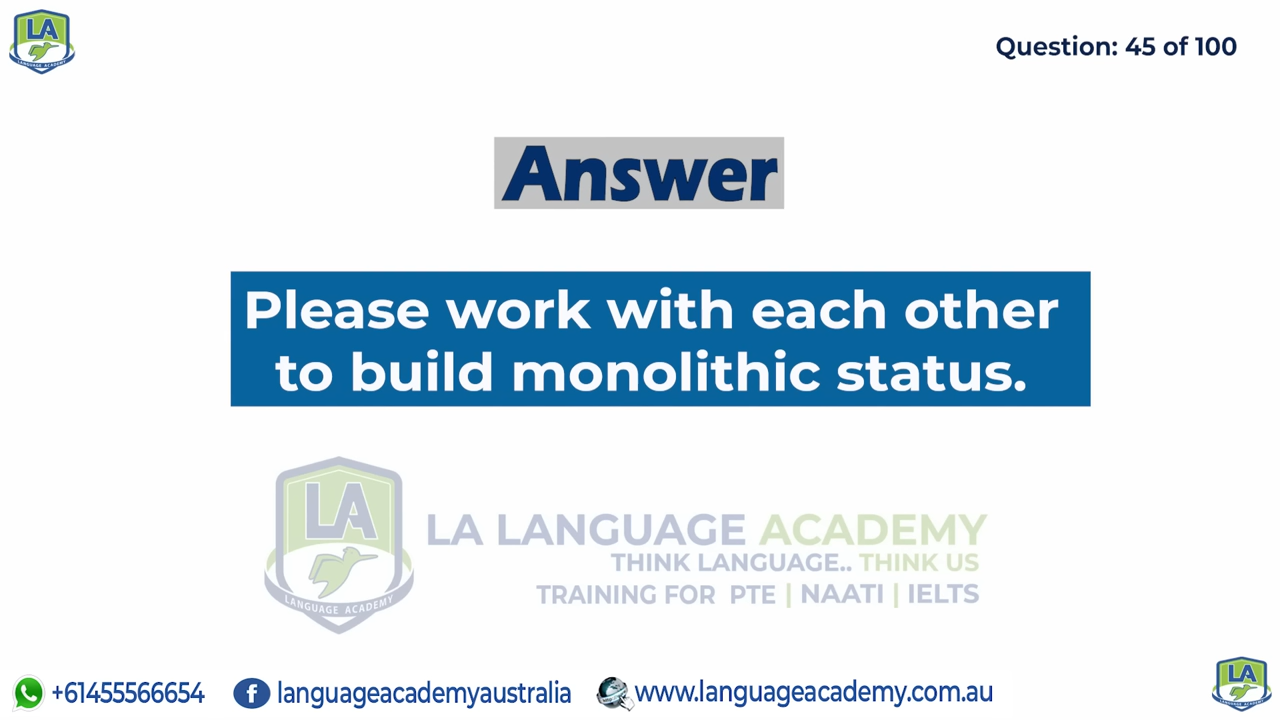 LA
LANGUAGE ACADEMY
Question: 45 of 100
Answer
Please work with each other
to build monolithic status.
LA
LANGUAGE ACADEMY
LA LANGUAGE ACADEMY
THINK LANGUAGE.. THINK US
TRAINING FOR PTE | NAATI | IELTS
+61455566654
languageacademyaustralia
www.languageacademy.com.au
LA
LANGUAGE ACADEMY